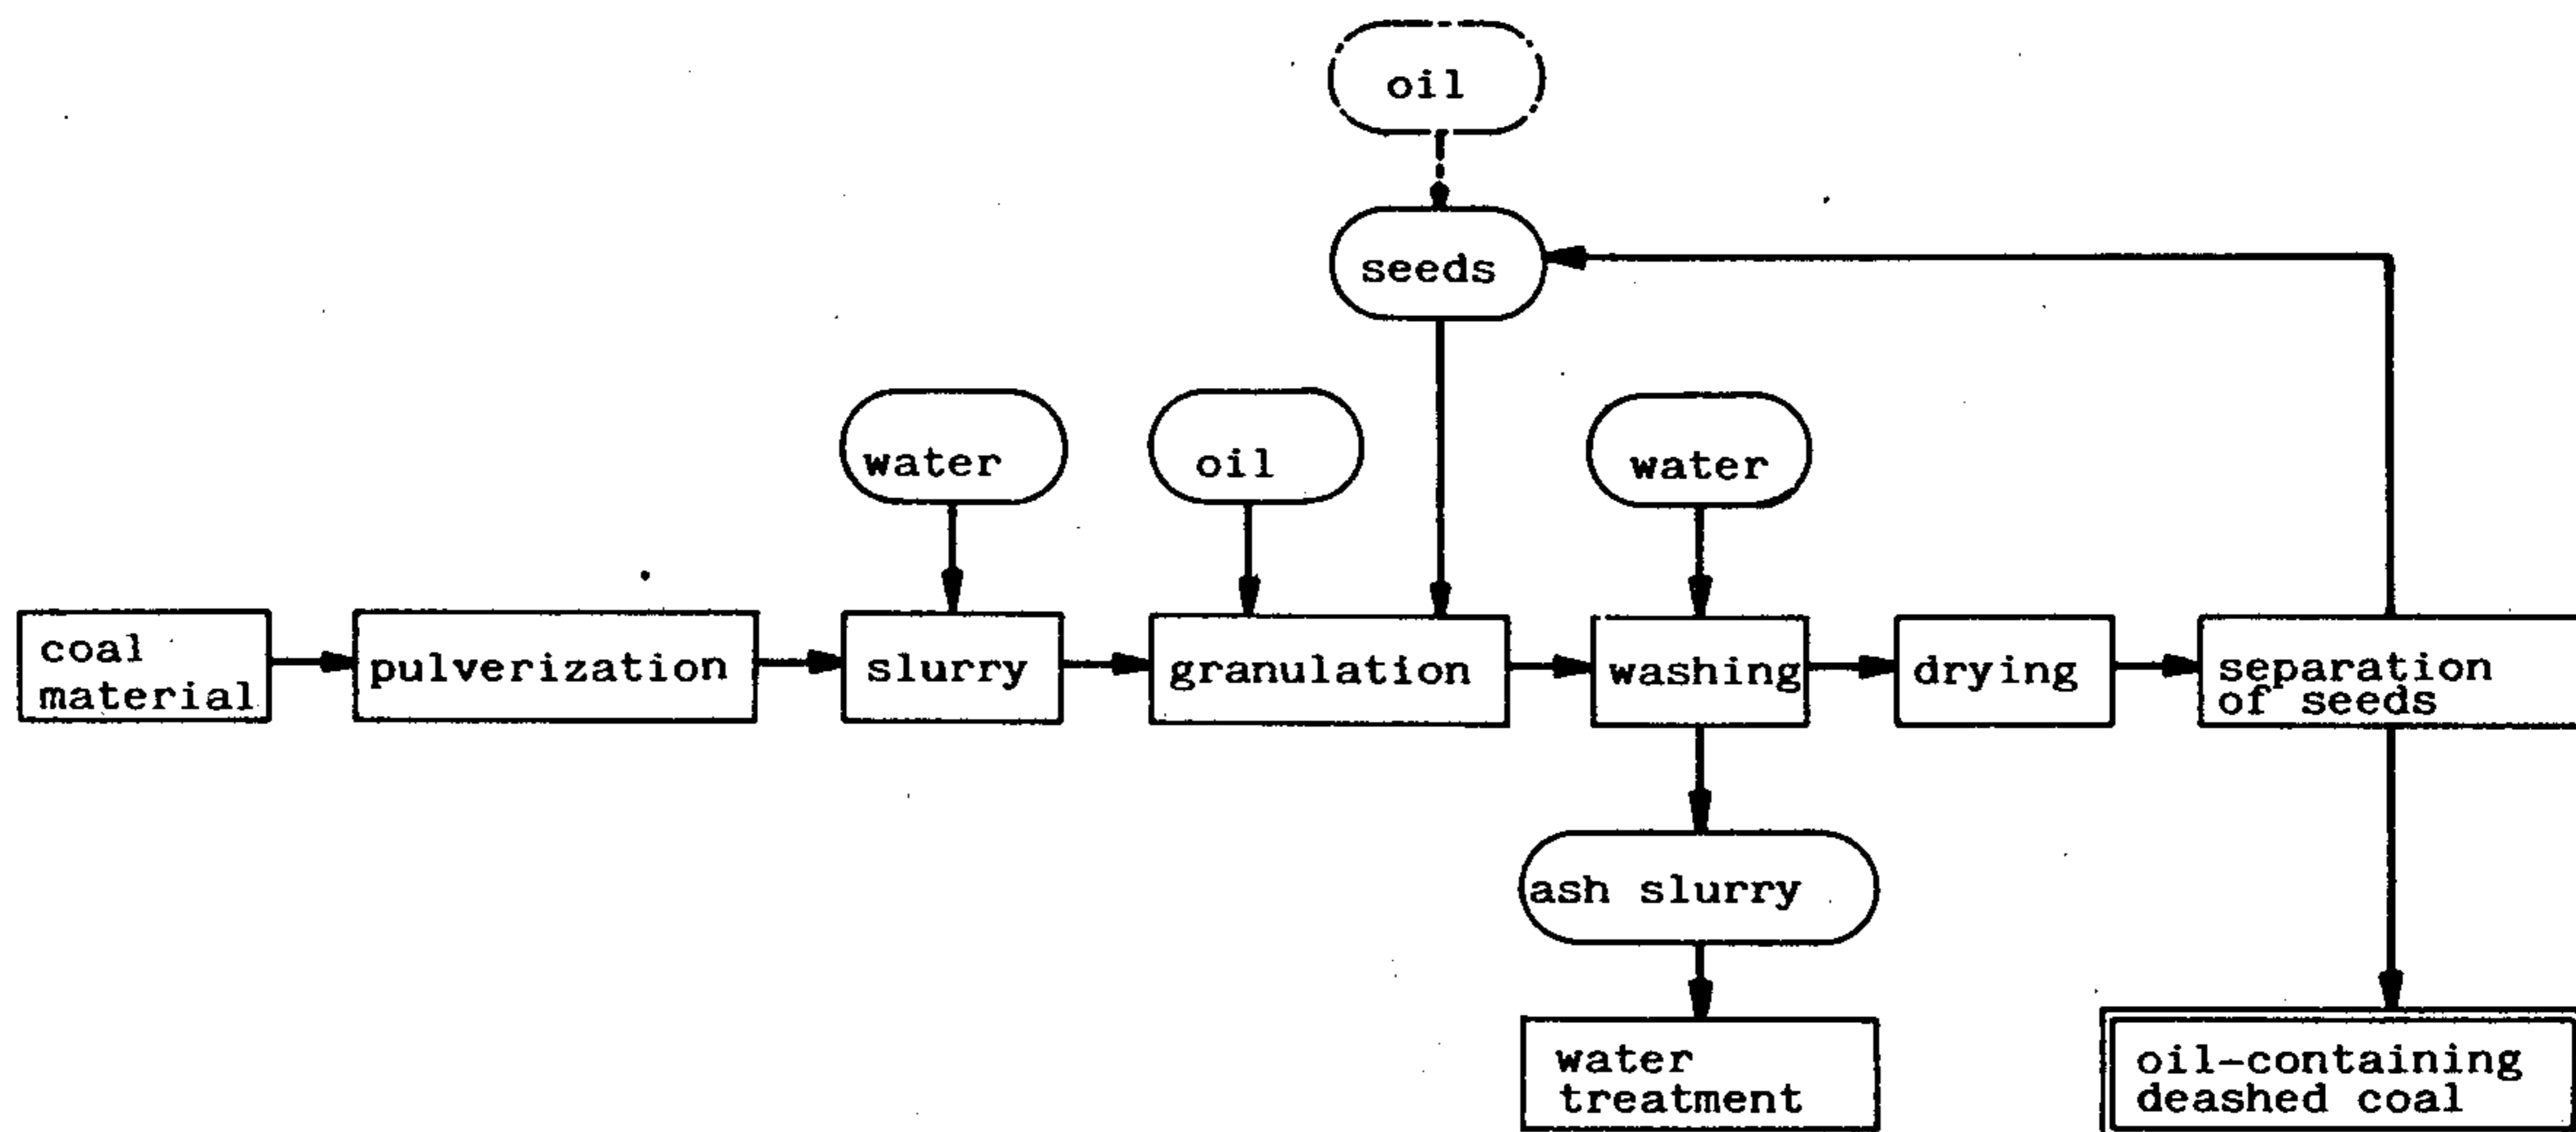 oil
seeds
water
oil
water
coal
material
pulverization
slurry
granulation
washing
drying
separation
of seeds
ash slurry
water
treatment
oil-containing
deashed coal